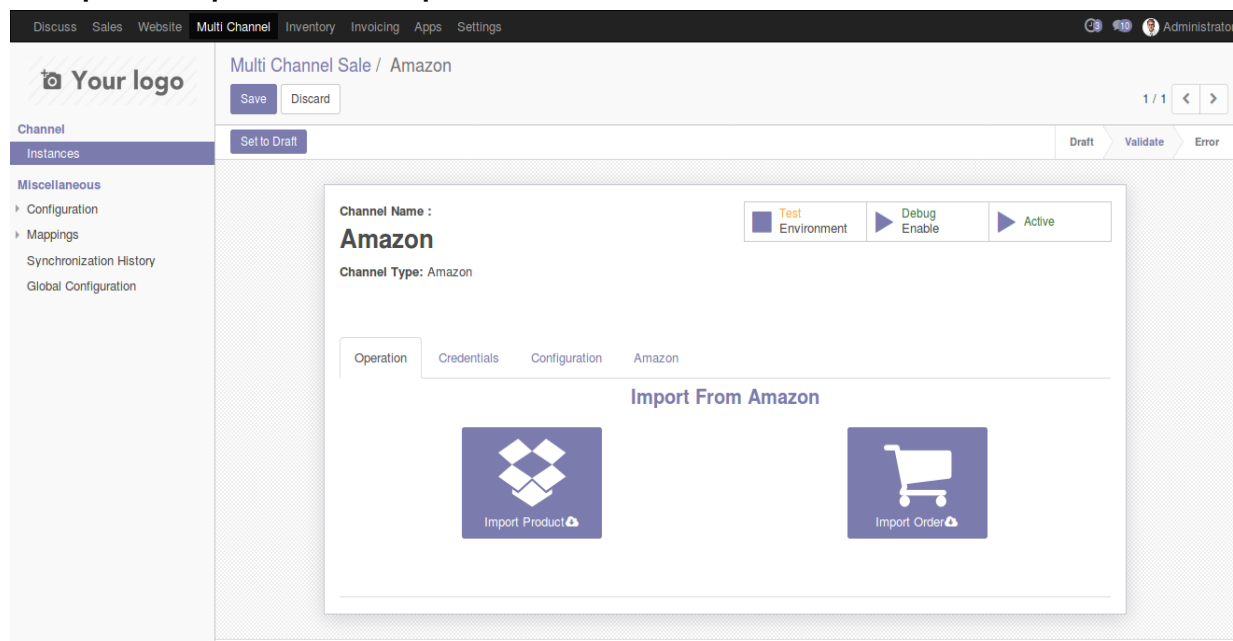 Discuss Sales Website Multi Channel Inventory Invoicing Apps Settings 3 10 Administrator
Your logo
Multi Channel Sale / Amazon
Save Discard
1 / 1
Channel
Instances
Set to Draft
Draft Validate Error
Miscellaneous
Configuration
Mappings
Synchronization History
Global Configuration
Channel Name :
Amazon
Channel Type: Amazon
Test
Environment
Debug
Enable
Active
Operation Credentials Configuration Amazon
Import From Amazon
Import Product
Import Order